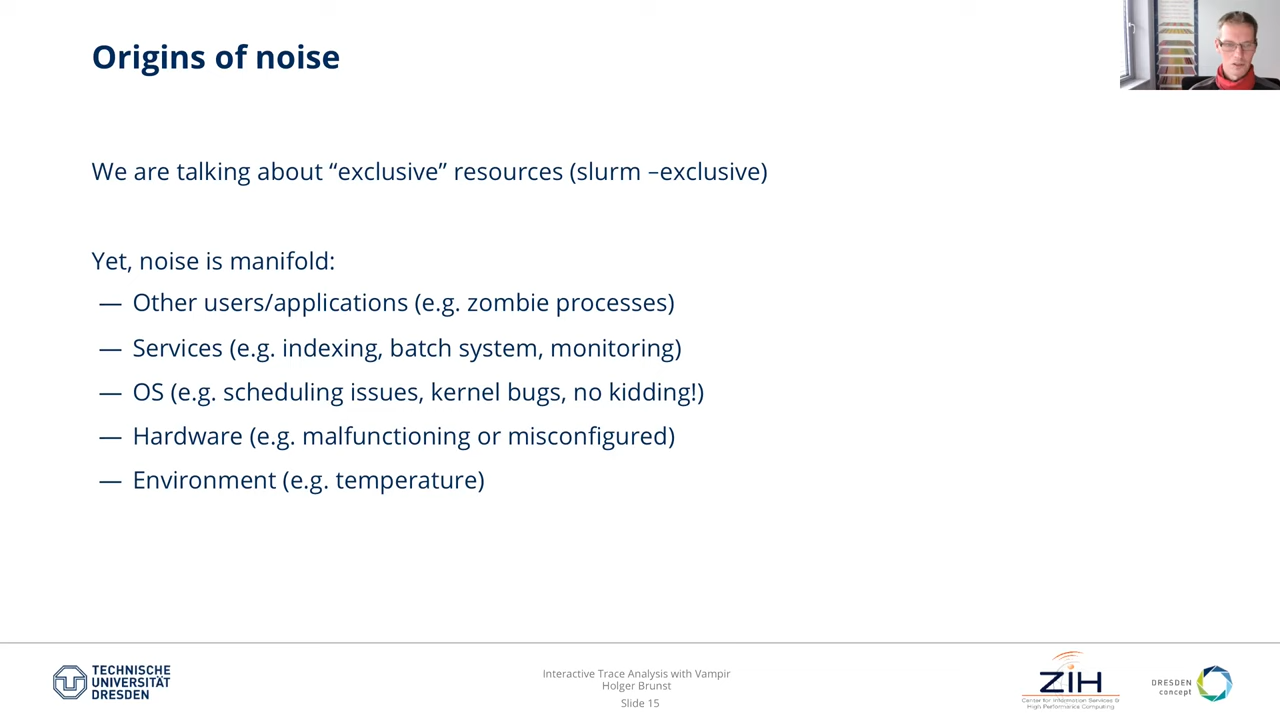 Origins of noise
We are talking about “exclusive” resources (slurm –exclusive)
Yet, noise is manifold:
— Other users/applications (e.g. zombie processes)
— Services (e.g. indexing, batch system, monitoring)
— OS (e.g. scheduling issues, kernel bugs, no kidding!)
— Hardware (e.g. malfunctioning or misconfigured)
— Environment (e.g. temperature)
TECHNISCHE
UNIVERSITÄT
DRESDEN
Interactive Trace Analysis with Vampir
Holger Brunst
Slide 15
ZIH
Center for Information Services &
High Performance Computing
DRESDEN
concept